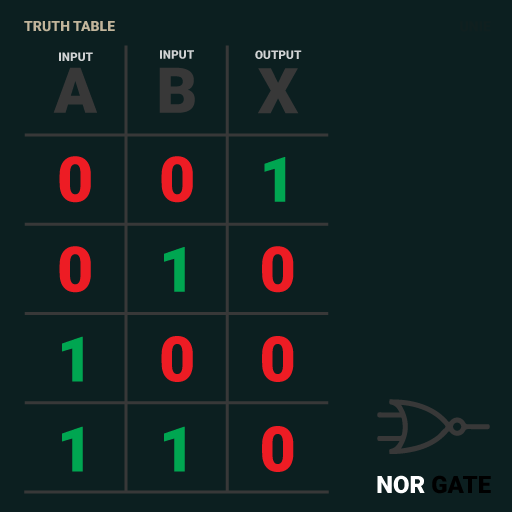 TRUTH TABLE
INPUT INPUT OUTPUT
A B X
0 0 1
0 1 0
1 0 0
1 1 0
NOR GATE